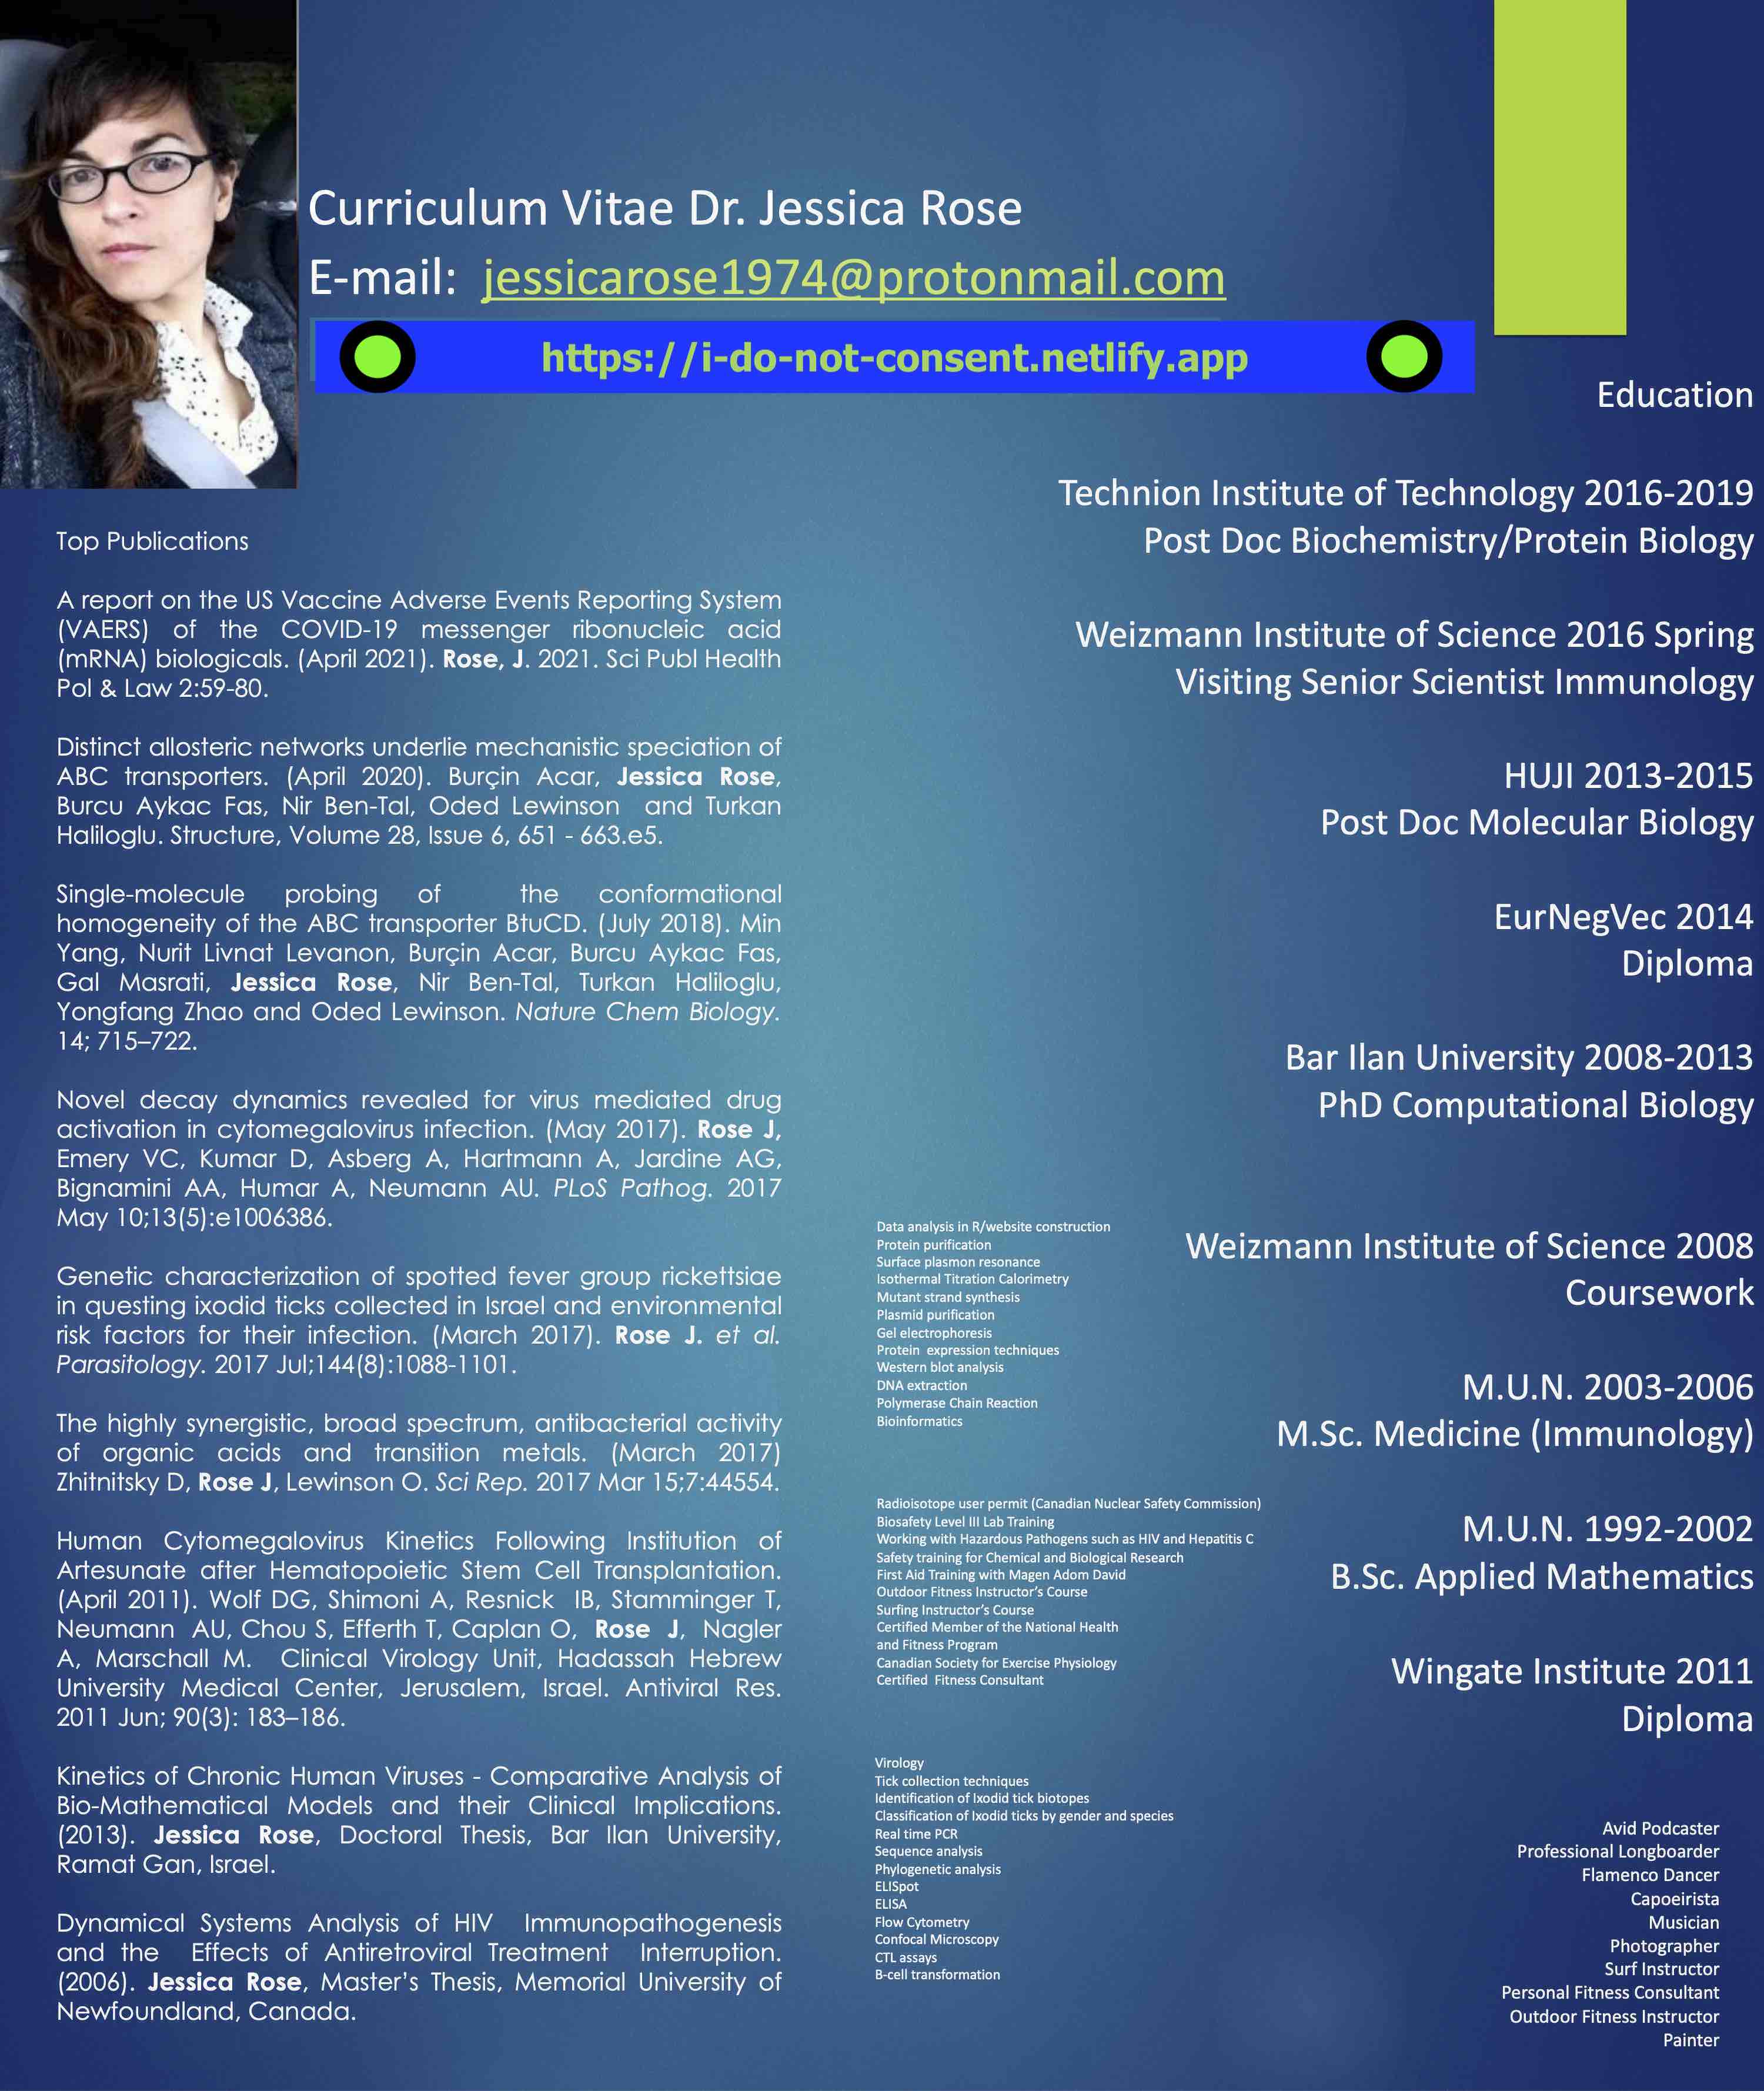 Curriculum Vitae Dr. Jessica Rose
E-mail: jessicarose1974@protonmail.com
https://i-do-not-consent.netlify.app
Top Publications
A report on the US Vaccine Adverse Events Reporting System
(VAERS) of the COVID-19 messenger ribonucleic acid
(mRNA) biologicals. (April 2021). Rose, J. 2021. Sci Publ Health
Pol & Law 2:59-80.
Distinct allosteric networks underlie mechanistic speciation of
ABC transporters. (April 2020). Burçin Acar, Jessica Rose,
Burcu Aykac Fas, Nir Ben-Tal, Oded Lewinson and Turkan
Haliloglu. Structure, Volume 28, Issue 6, 651 - 663.e5.
Single-molecule probing of the conformational
homogeneity of the ABC transporter BtuCD. (July 2018). Min
Yang, Nurit Livnat Levanon, Burçin Acar, Burcu Aykac Fas,
Gal Masrati, Jessica Rose, Nir Ben-Tal, Turkan Haliloglu,
Yongfang Zhao and Oded Lewinson. Nature Chem Biology.
14; 715–722.
Novel decay dynamics revealed for virus mediated drug
activation in cytomegalovirus infection. (May 2017). Rose J,
Emery VC, Kumar D, Asberg A, Hartmann A, Jardine AG,
Bignamini AA, Humar A, Neumann AU. PLoS Pathog. 2017
May 10;13(5):e1006386.
Genetic characterization of spotted fever group rickettsiae
in questing ixodid ticks collected in Israel and environmental
risk factors for their infection. (March 2017). Rose J. et al.
Parasitology. 2017 Jul;144(8):1088-1101.
The highly synergistic, broad spectrum, antibacterial activity
of organic acids and transition metals. (March 2017)
Zhitnitsky D, Rose J, Lewinson O. Sci Rep. 2017 Mar 15;7:44554.
Human Cytomegalovirus Kinetics Following Institution of
Artesunate after Hematopoietic Stem Cell Transplantation.
(April 2011). Wolf DG, Shimoni A, Resnick IB, Stamminger T,
Neumann AU, Chou S, Efferth T, Caplan O, Rose J, Nagler
A, Marschall M. Clinical Virology Unit, Hadassah Hebrew
University Medical Center, Jerusalem, Israel. Antiviral Res.
2011 Jun; 90(3): 183–186.
Kinetics of Chronic Human Viruses - Comparative Analysis of
Bio-Mathematical Models and their Clinical Implications.
(2013). Jessica Rose, Doctoral Thesis, Bar Ilan University,
Ramat Gan, Israel.
Dynamical Systems Analysis of HIV Immunopathogenesis
and the Effects of Antiretroviral Treatment Interruption.
(2006). Jessica Rose, Master's Thesis, Memorial University of
Newfoundland, Canada.
Data analysis in R/website construction
Protein purification
Surface plasmon resonance
Isothermal Titration Calorimetry
Mutant strand synthesis
Plasmid purification
Gel electrophoresis
Protein expression techniques
Western blot analysis
DNA extraction
Polymerase Chain Reaction
Bioinformatics
Radioisotope user permit (Canadian Nuclear Safety Commission)
Biosafety Level III Lab Training
Working with Hazardous Pathogens such as HIV and Hepatitis C
Safety training for Chemical and Biological Research
First Aid Training with Magen Adom David
Outdoor Fitness Instructor's Course
Surfing Instructor's Course
Certified Member of the National Health
and Fitness Program
Canadian Society for Exercise Physiology
Certified Fitness Consultant
Virology
Tick collection techniques
Identification of Ixodid tick biotopes
Classification of Ixodid ticks by gender and species
Real time PCR
Sequence analysis
Phylogenetic analysis
ELISpot
ELISA
Flow Cytometry
Confocal Microscopy
CTL assays
B-cell transformation
Education
Technion Institute of Technology 2016-2019
Post Doc Biochemistry/Protein Biology
Weizmann Institute of Science 2016 Spring
Visiting Senior Scientist Immunology
HUJI 2013-2015
Post Doc Molecular Biology
EurNegVec 2014
Diploma
Bar Ilan University 2008-2013
PhD Computational Biology
Weizmann Institute of Science 2008
Coursework
M.U.N. 2003-2006
M.Sc. Medicine (Immunology)
M.U.N. 1992-2002
B.Sc. Applied Mathematics
Wingate Institute 2011
Diploma
Avid Podcaster
Professional Longboarder
Flamenco Dancer
Capoeirista
Musician
Photographer
Surf Instructor
Personal Fitness Consultant
Outdoor Fitness Instructor
Painter